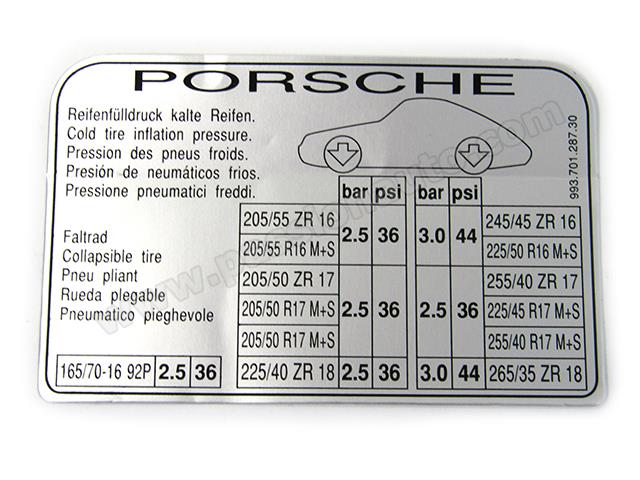 PORSCHE
Reifenfülldruck kalte Reifen.
Cold tire inflation pressure.
Pression des pneus froids.
Presión de neumáticos frios.
Pressione pneumatici freddi.
993.701.287.30
bar psi bar psi
205/55 ZR 16 2.5 36 3.0 44 245/45 ZR 16
205/55 R16 M+S 225/50 R16 M+S
Faltrad
Collapsible tire
Pneu pliant
Rueda plegable
Pneumatico pieghevole
205/50 ZR 17 255/40 ZR 17
205/50 R17 M+S 2.5 36 2.5 36 225/45 R17 M+S
205/50 R17 M+S 255/40 R17 M+S
165/70-16 92P 2.5 36 225/40 ZR 18 2.5 36 3.0 44 265/35 ZR 18